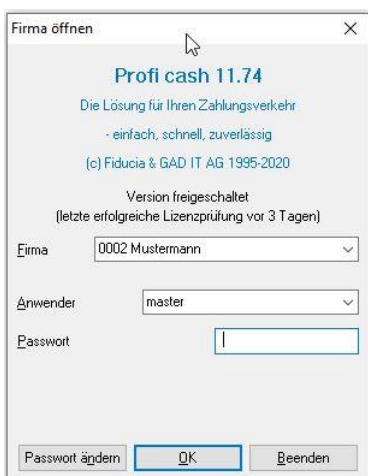 Firma öffnen
Profi cash 11.74
Die Lösung für Ihren Zahlungsverkehr
- einfach, schnell, zuverlässig
(c) Fiducia & GAD IT AG 1995-2020
Version freigeschaltet
(letzte erfolgreiche Lizenzprüfung vor 3 Tagen)
Firma 0002 Mustermann
Anwender master
Passwort
Passwort ändern OK Beenden